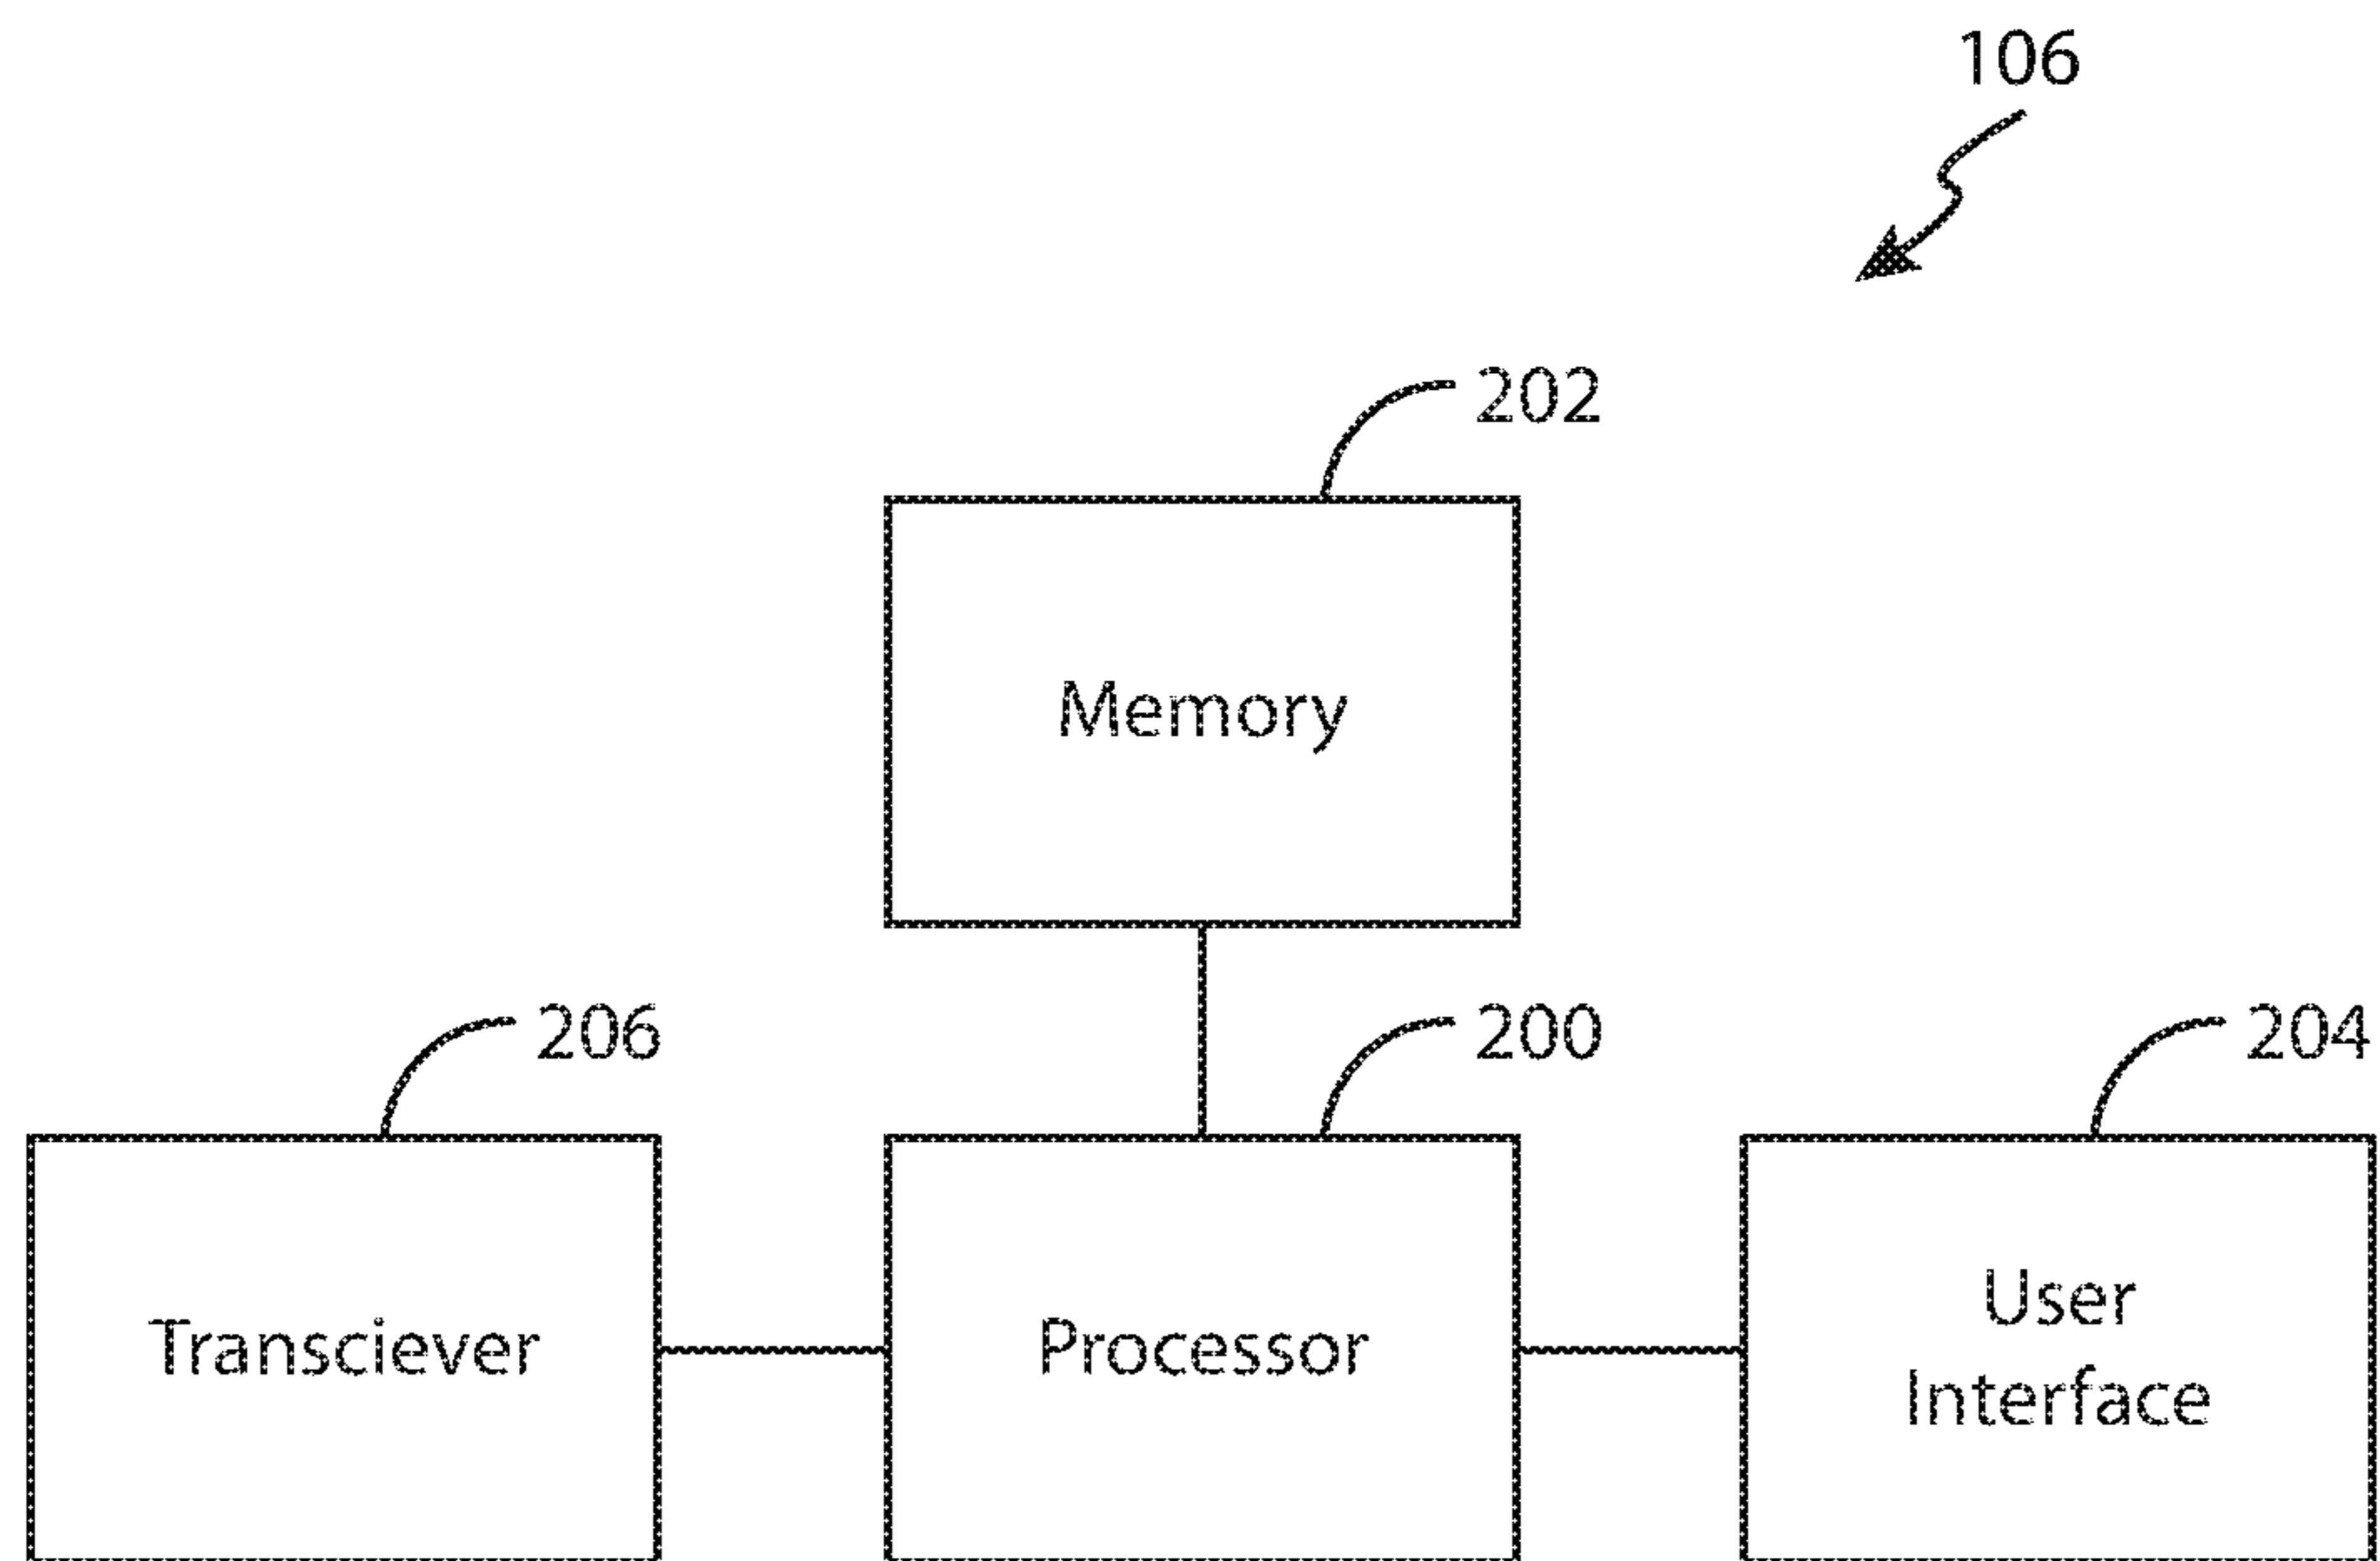 106
202
Memory
206
200
204
Transciever
Processor
User
Interface